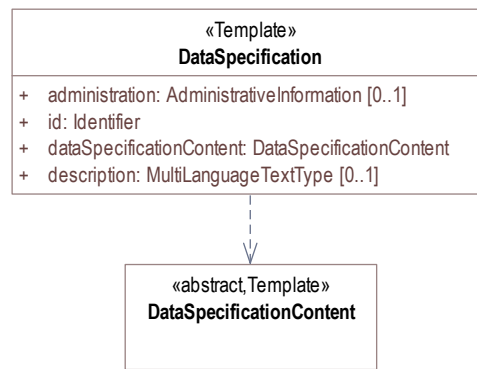 «Template»
DataSpecification
+ administration: AdministrativeInformation [0..1]
+ id: Identifier
+ dataSpecificationContent: DataSpecificationContent
+ description: MultiLanguageTextType [0..1]
«abstract,Template»
DataSpecificationContent